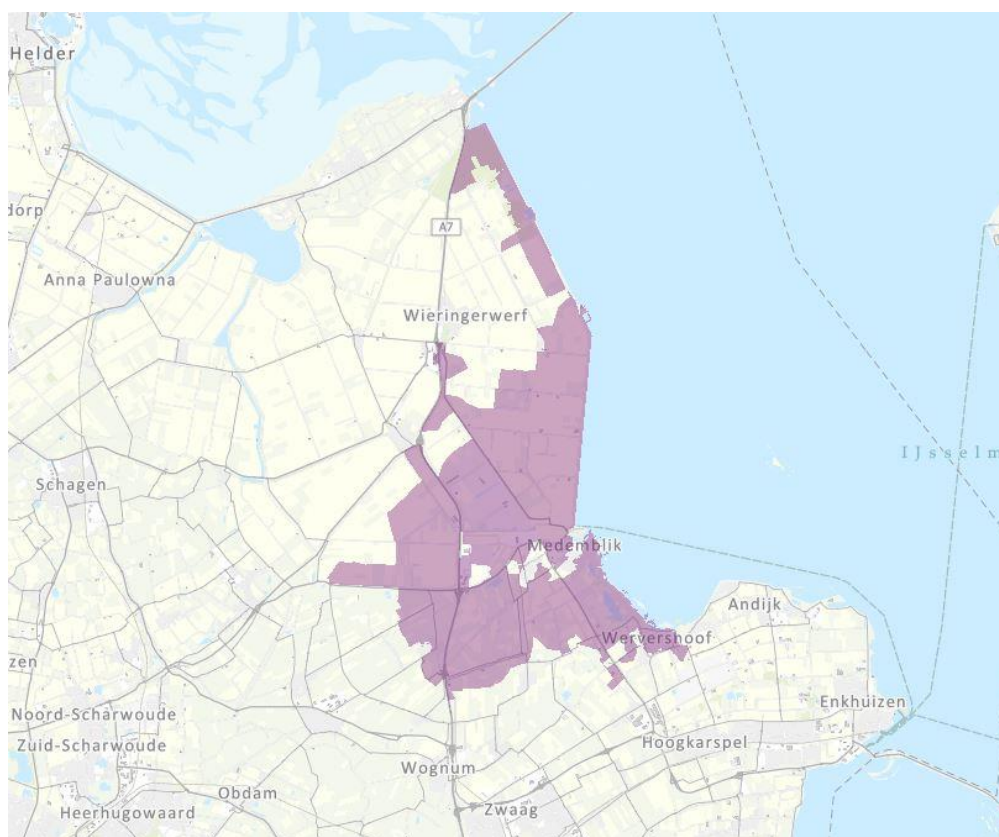 Helder
dorp
A7
Anna Paulowna
Wieringerwerf
IJsselm
Schagen
Medemblik
Andijk
Wervershoof
zen
Enkhuizen
Noord-Scharwoude
Zuid-Scharwoude
Hoogkarspel
Wognum
Obdam
Heerhugowaard
Zwaag